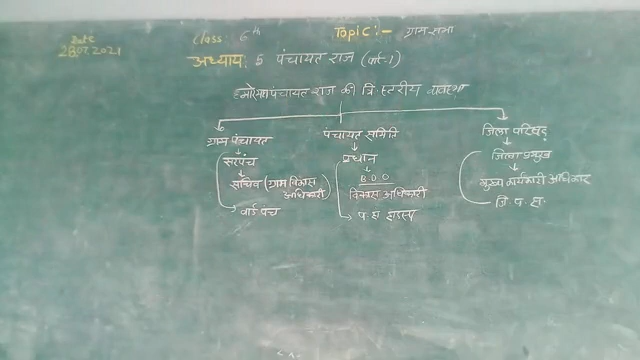 Date
28.07.2021
Class 6th
Topic:- ग्राम सभा
अध्याय 5 पंचायत राज (पार्ट-1)
पंचायत राज की त्रि-स्तरीय व्यवस्था
ग्राम पंचायत
सरपंच
सचिव (ग्राम विकास
अधिकारी)
वार्ड पंच
पंचायत समिति
प्रधान
B.D.O
विकास अधिकारी
जिला परिषद्
जिला प्रमुख
मुख्य कार्यकारी अधिकारी